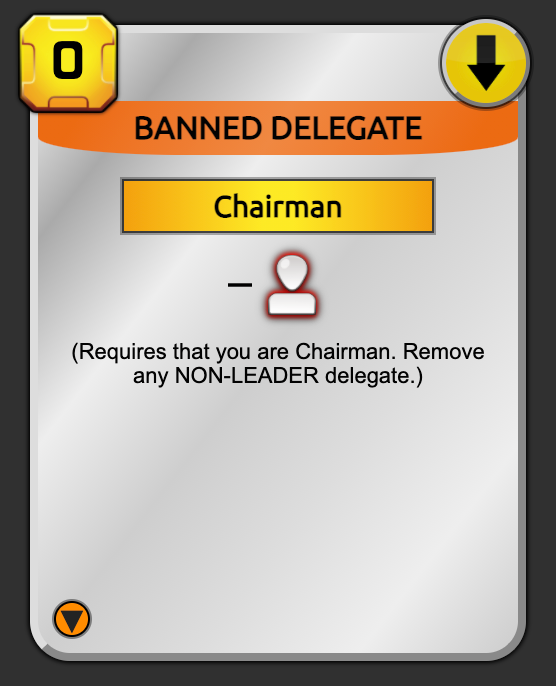 0
BANNED DELEGATE
Chairman
(Requires that you are Chairman. Remove
any NON-LEADER delegate.)